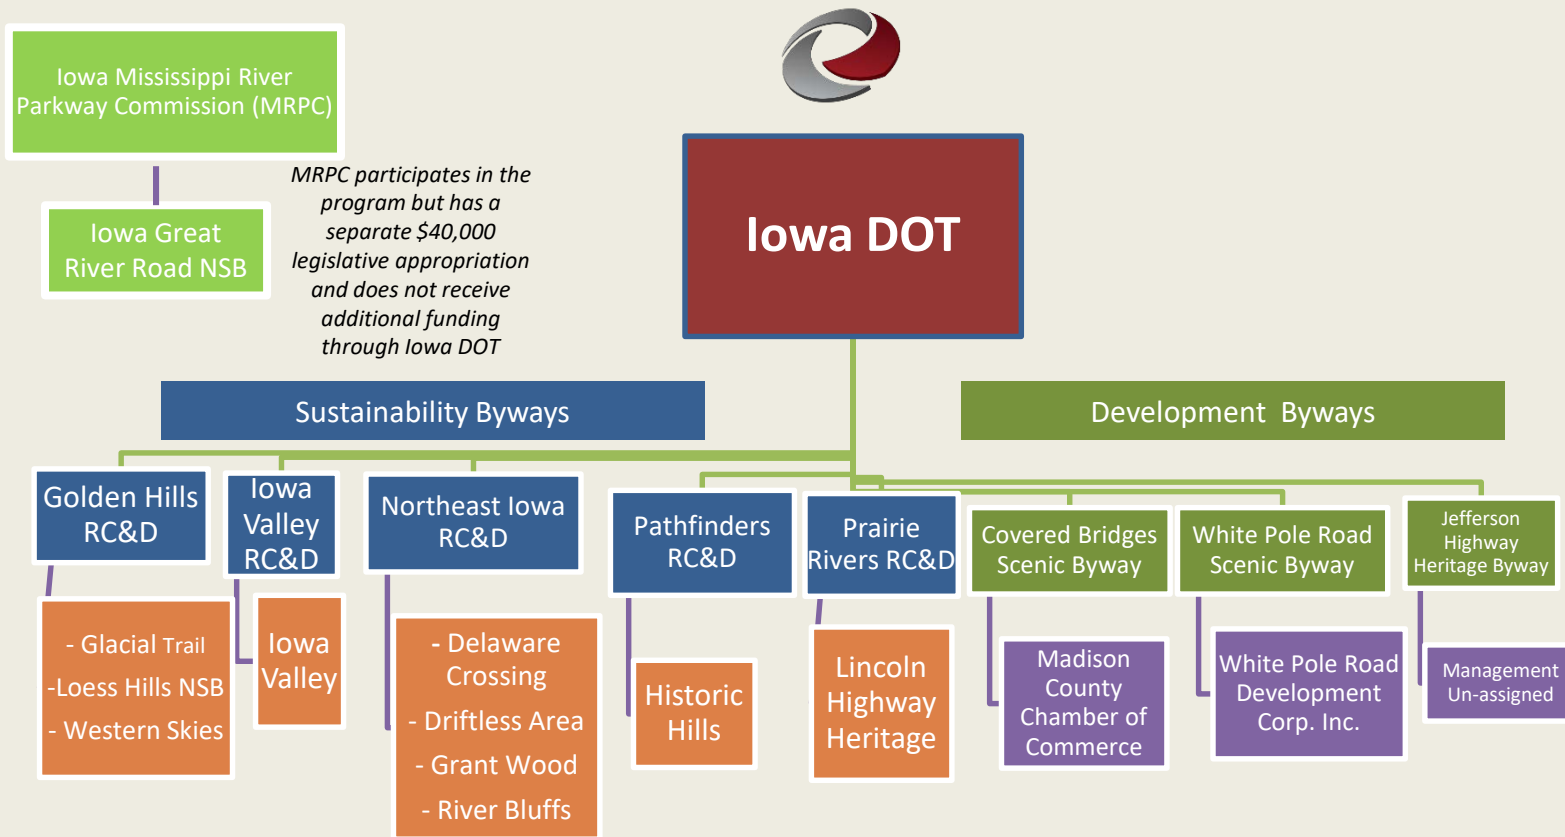 Iowa Mississippi River
Parkway Commission (MRPC)
Iowa Great
River Road NSB
MRPC participates in the
program but has a
separate $40,000
legislative appropriation
and does not receive
additional funding
through Iowa DOT
Iowa DOT
Sustainability Byways
Development Byways
Golden Hills
RC&D
Iowa
Valley
RC&D
Northeast Iowa
RC&D
Pathfinders
RC&D
Prairie
Rivers RC&D
Covered Bridges
Scenic Byway
White Pole Road
Scenic Byway
Jefferson
Highway
Heritage Byway
- Glacial Trail
-Loess Hills NSB
- Western Skies
Iowa
Valley
- Delaware
Crossing
- Driftless Area
- Grant Wood
- River Bluffs
Historic
Hills
Lincoln
Highway
Heritage
Madison
County
Chamber of
Commerce
White Pole Road
Development
Corp. Inc.
Management
Un-assigned